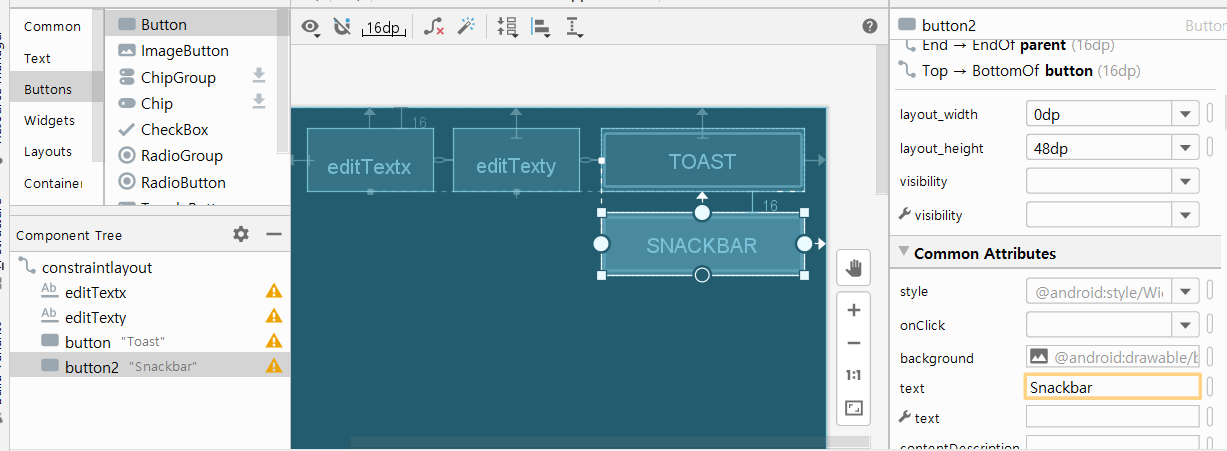 Common
Text
Buttons
Widgets
Layouts
Button
ImageButton
ChipGroup
Chip
CheckBox
RadioGroup
RadioButton
16dp
Component Tree
constraintlayout
Ab editTextx
Ab editTexty
button "Toast"
button2 "Snackbar"
16
editTextx
editTexty
TOAST
16
SNACKBAR
1:1
button2
Button
End → EndOf parent (16dp)
Top → BottomOf button (16dp)
layout_width 0dp
layout_height 48dp
visibility
visibility
Common Attributes
style @android:style/Wi
onClick
background @android:drawable/b
text Snackbar
text
contentDescription